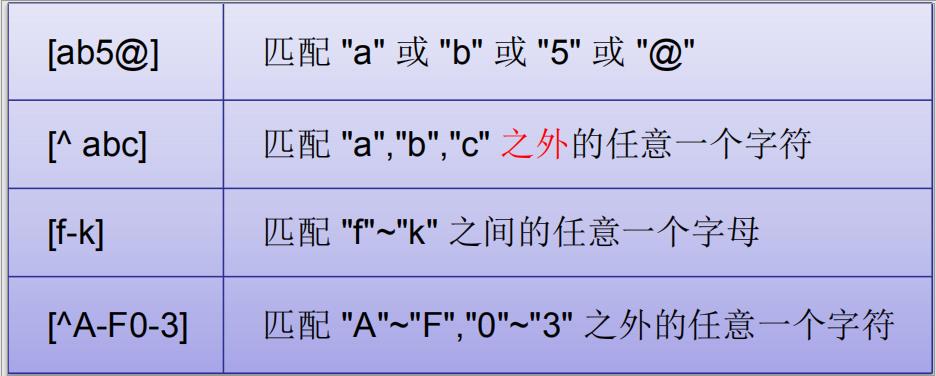 [ab5@] 匹配 "a" 或 "b" 或 "5" 或 "@"
[^ abc] 匹配 "a","b","c" 之外的任意一个字符
[f-k] 匹配 "f"~"k" 之间的任意一个字母
[^A-F0-3] 匹配 "A"~"F","0"~"3" 之外的任意一个字符